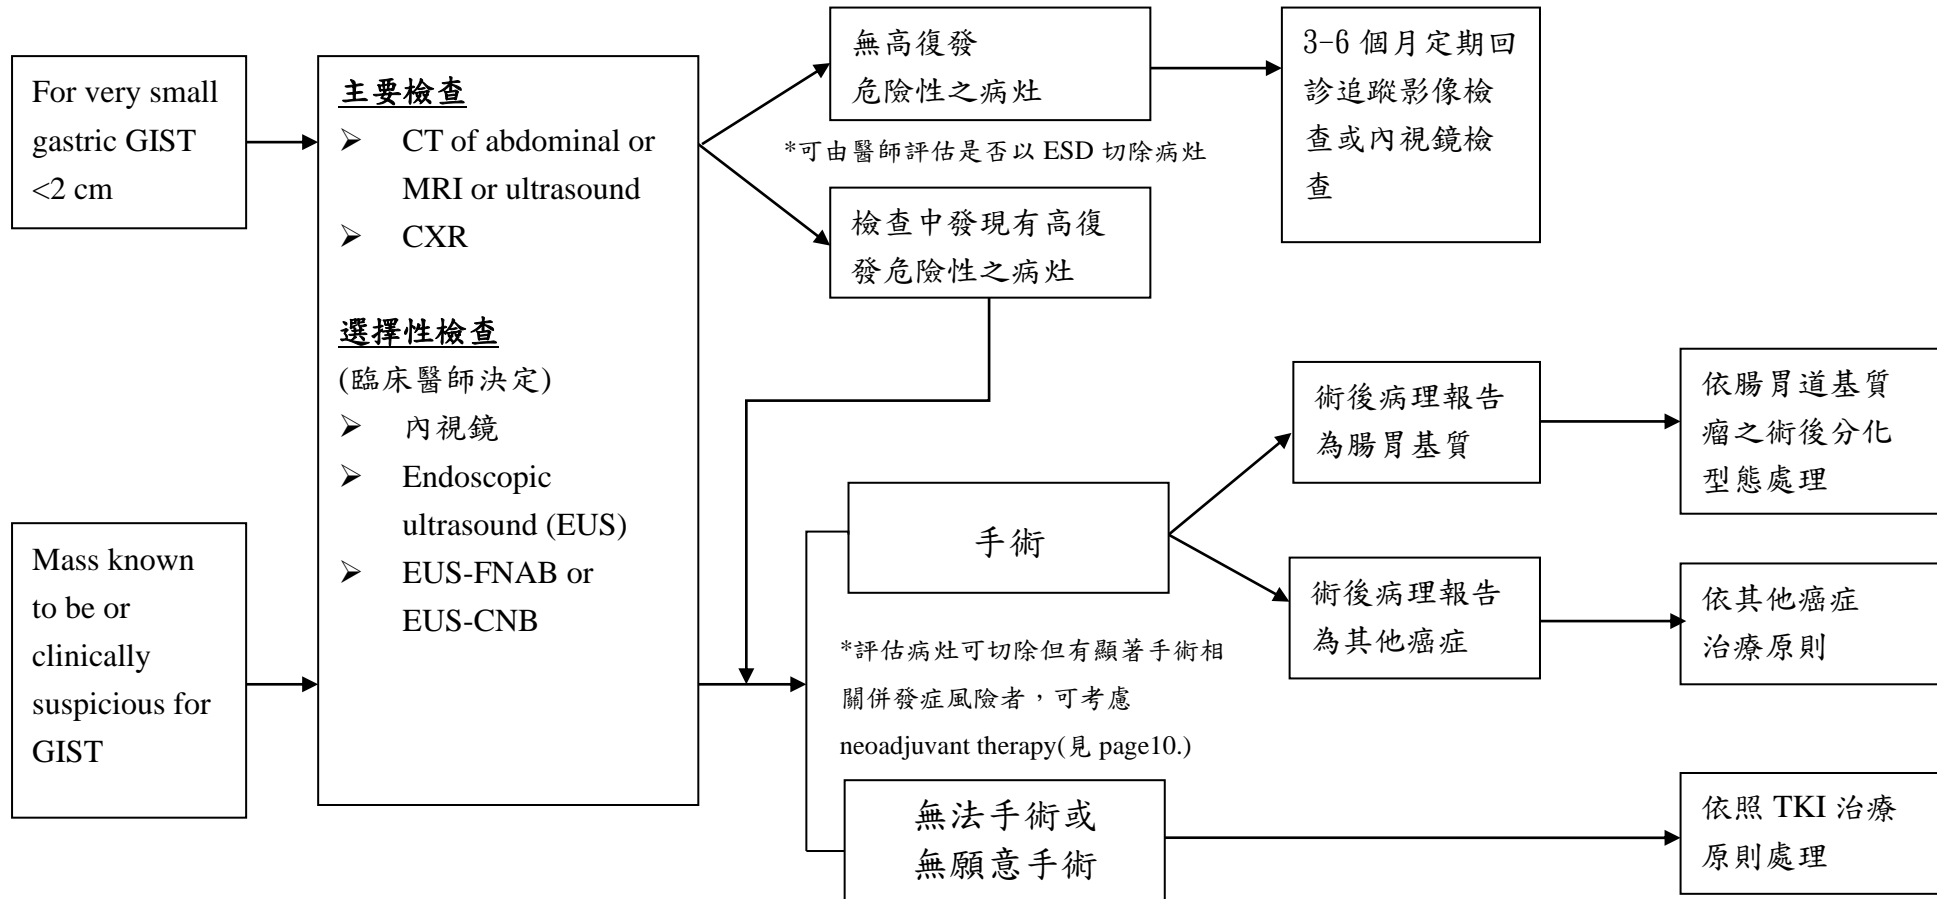 For very small
gastric GIST
<2 cm
Mass known
to be or
clinically
suspicious for
GIST
主要檢查
➢ CT of abdominal or
MRI or ultrasound
➢ CXR
選擇性檢查
(臨床醫師決定)
➢ 內視鏡
➢ Endoscopic
ultrasound (EUS)
➢ EUS-FNAB or
EUS-CNB
無高復發
危險性之病灶
*可由醫師評估是否以 ESD 切除病灶
檢查中發現有高復
發危險性之病灶
3-6 個月定期回
診追蹤影像檢
查或內視鏡檢
查
手術
*評估病灶可切除但有顯著手術相
關併發症風險者，可考慮
neoadjuvant therapy(見 page10.)
無法手術或
無願意手術
術後病理報告
為腸胃基質
術後病理報告
為其他癌症
依腸胃道基質
瘤之術後分化
型態處理
依其他癌症
治療原則
依照 TKI 治療
原則處理